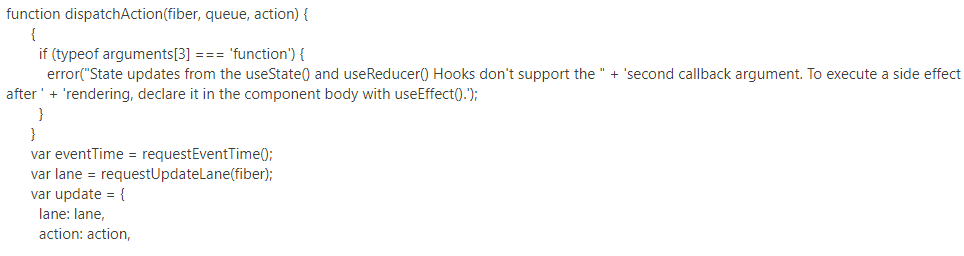 function dispatchAction(fiber, queue, action) {
{
if (typeof arguments[3] === 'function') {
error("State updates from the useState() and useReducer() Hooks don't support the " + 'second callback argument. To execute a side effect
after ' + 'rendering, declare it in the component body with useEffect().');
}
}
var eventTime = requestEventTime();
var lane = requestUpdateLane(fiber);
var update = {
lane: lane,
action: action,